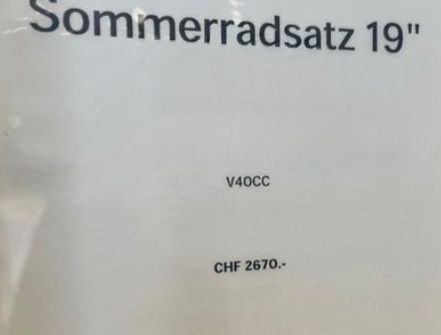 Sommerradsatz 19"
V40CC
CHF 2670.-